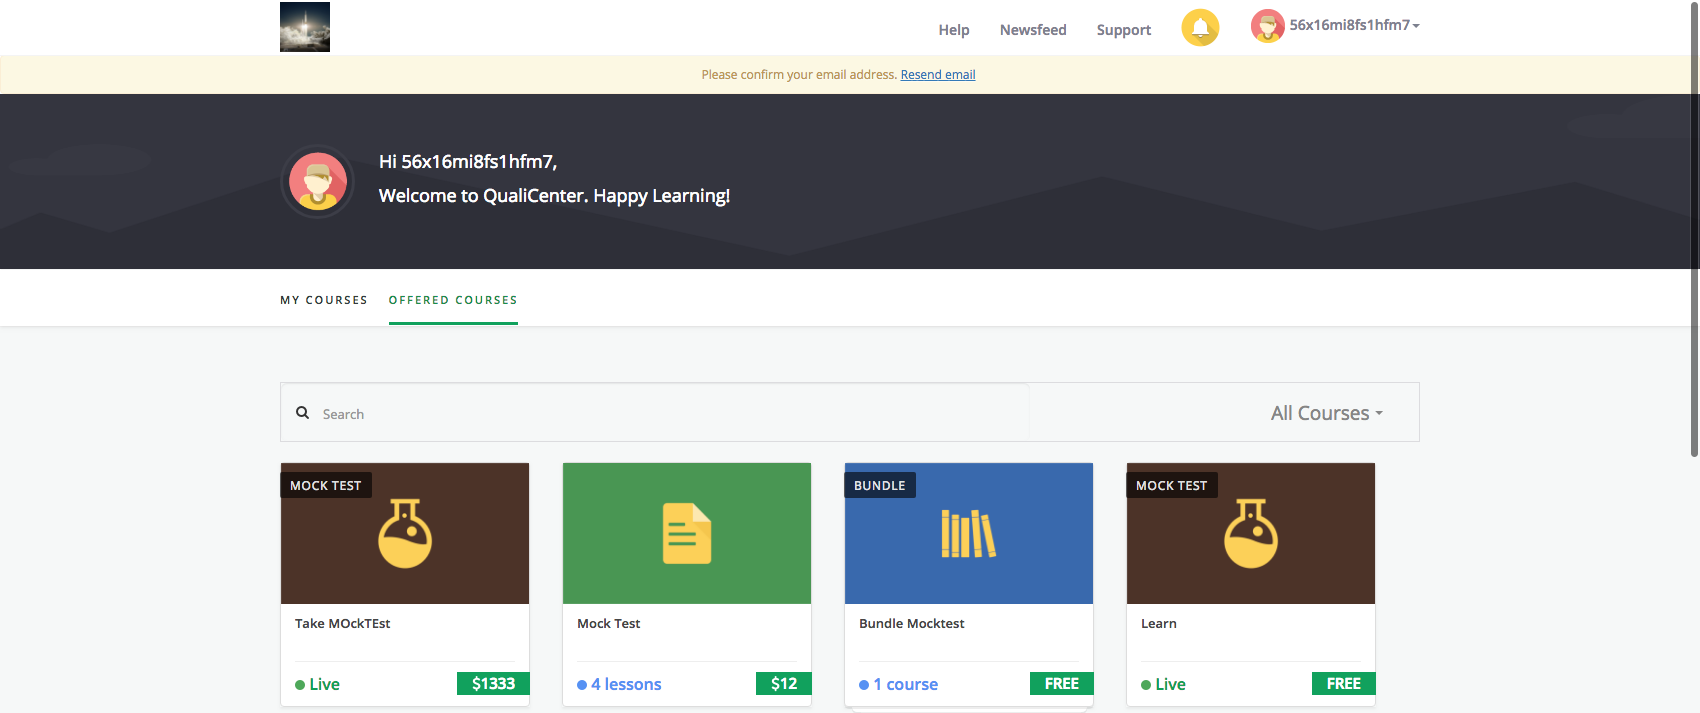 Help Newsfeed Support 56x16mi8fs1hfm7
Please confirm your email address. Resend email
Hi 56x16mi8fs1hfm7,
Welcome to QualiCenter. Happy Learning!
MY COURSES OFFERED COURSES
Search All Courses
MOCK TEST BUNDLE MOCK TEST
Take MOckTEst Mock Test Bundle Mocktest Learn
Live $1333 4 lessons $12 1 course FREE Live FREE